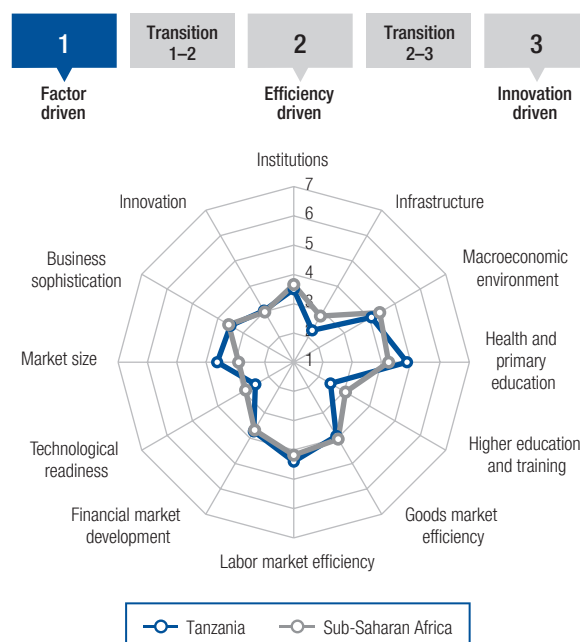 1
Transition
1–2
2
Transition
2–3
3
Factor
driven
Efficiency
driven
Innovation
driven
Institutions
7
6
5
4
3
2
1
Infrastructure
Macroeconomic
environment
Health and
primary
education
Higher education
and training
Goods market
efficiency
Labor market efficiency
Financial market
development
Technological
readiness
Market size
Business
sophistication
Innovation
Tanzania
Sub-Saharan Africa